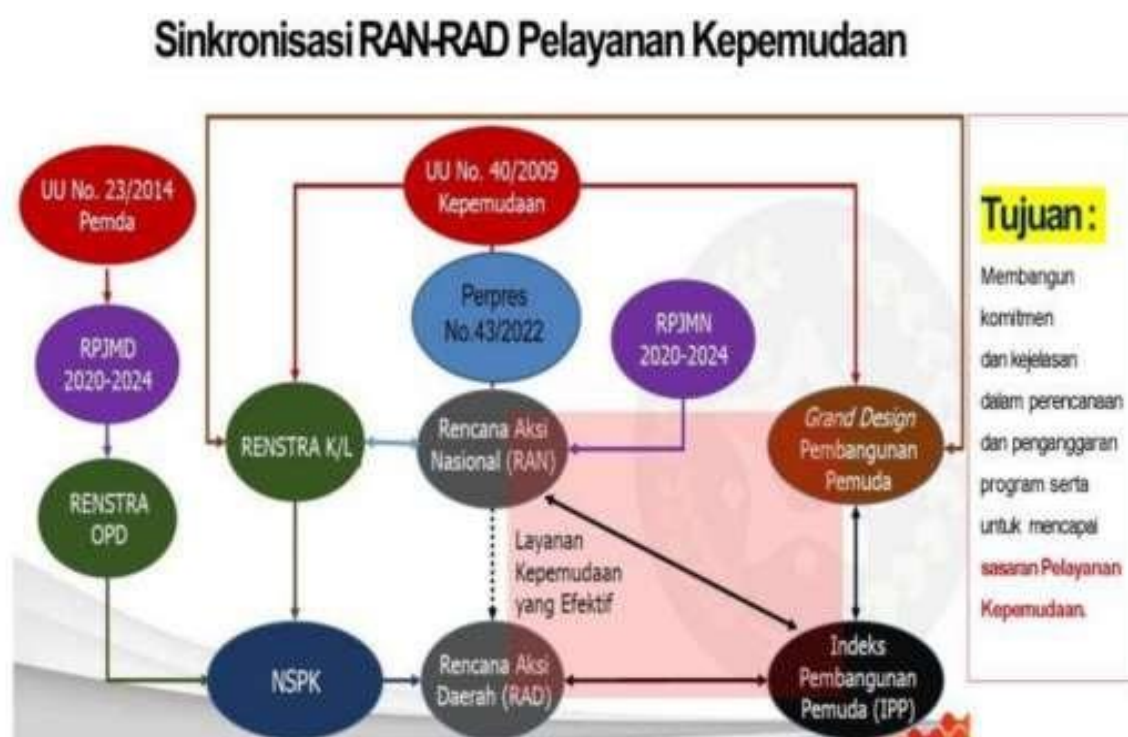 Sinkronisasi RAN-RAD Pelayanan Kepemudaan
UU No. 23/2014
Pemda
UU No. 40/2009
Kepemudaan
Perpres
No.43/2022
RPJMD
2020-2024
RPJMN
2020-2024
RENSTRA K/L
Rencana Aksi
Nasional (RAN)
Grand Design
Pembangunan
Pemuda
RENSTRA
OPD
Layanan
Kepemudaan
yang Efektif
NSPK
Rencana Aksi
Daerah (RAD)
Indeks
Pembangunan
Pemuda (IPP)
Tujuan :
Membangun
komitmen
dan kejelasan
dalam perencanaan
dan penganggaran
program serta
untuk mencapai
sasaran Pelayanan
Kepemudaan.